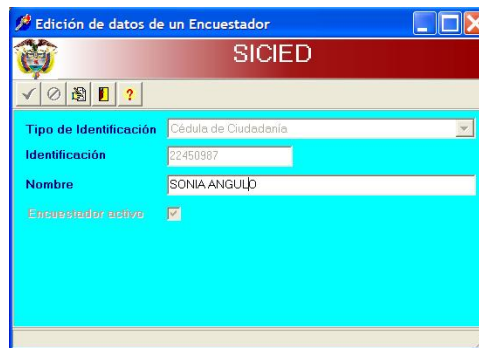 Edición de datos de un Encuestador
SICIED
?
Tipo de Identificación Cédula de Ciudadanía
Identificación 22450987
Nombre SONIA ANGULO
Encuestador activo